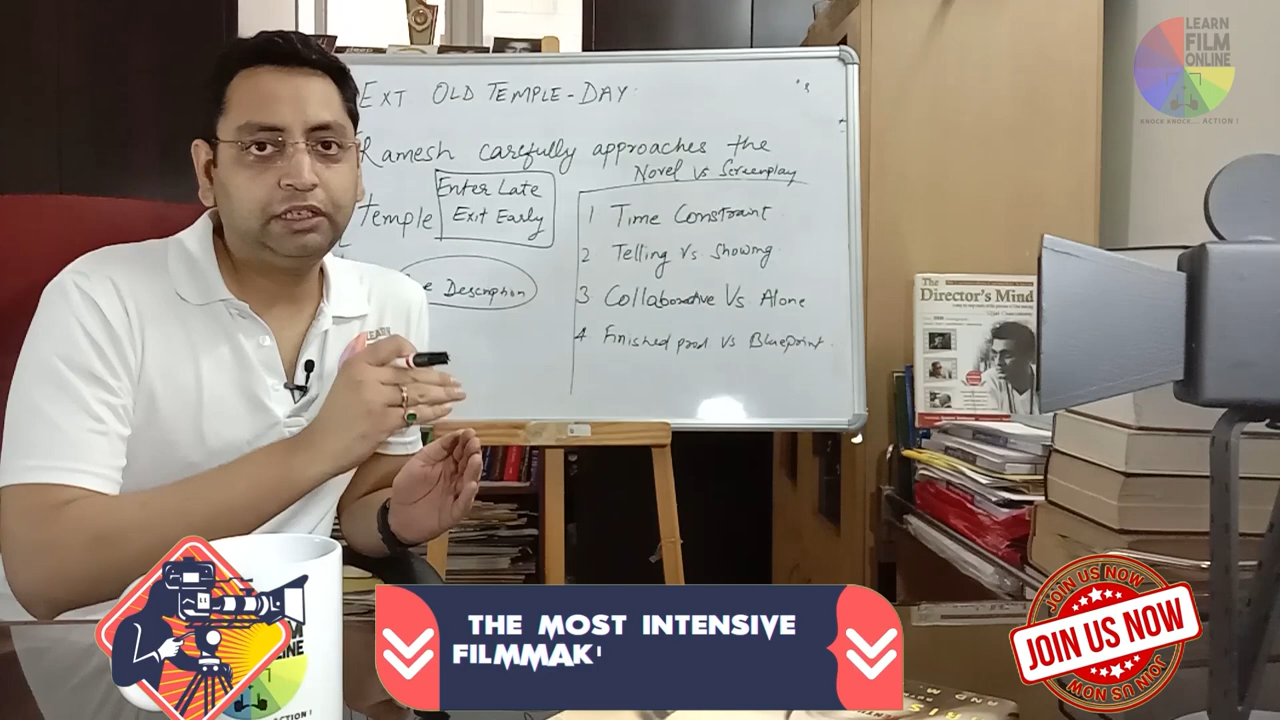 EXT OLD TEMPLE-DAY
Ramesh carefully approaches the
temple
Enter Late
Exit Early
Description
Novel Vs Screenplay
1 Time Constraint
2 Telling Vs Showing
3 Collaborative Vs Alone
4 Finished prod Vs Blueprint
LEARN
FILM
ONLINE
KNOCK KNOCK.... ACTION !
The
Director's Mind
THE MOST INTENSIVE
FILMMAK
JOIN US NOW
JOIN US NOW
JOIN US NOW